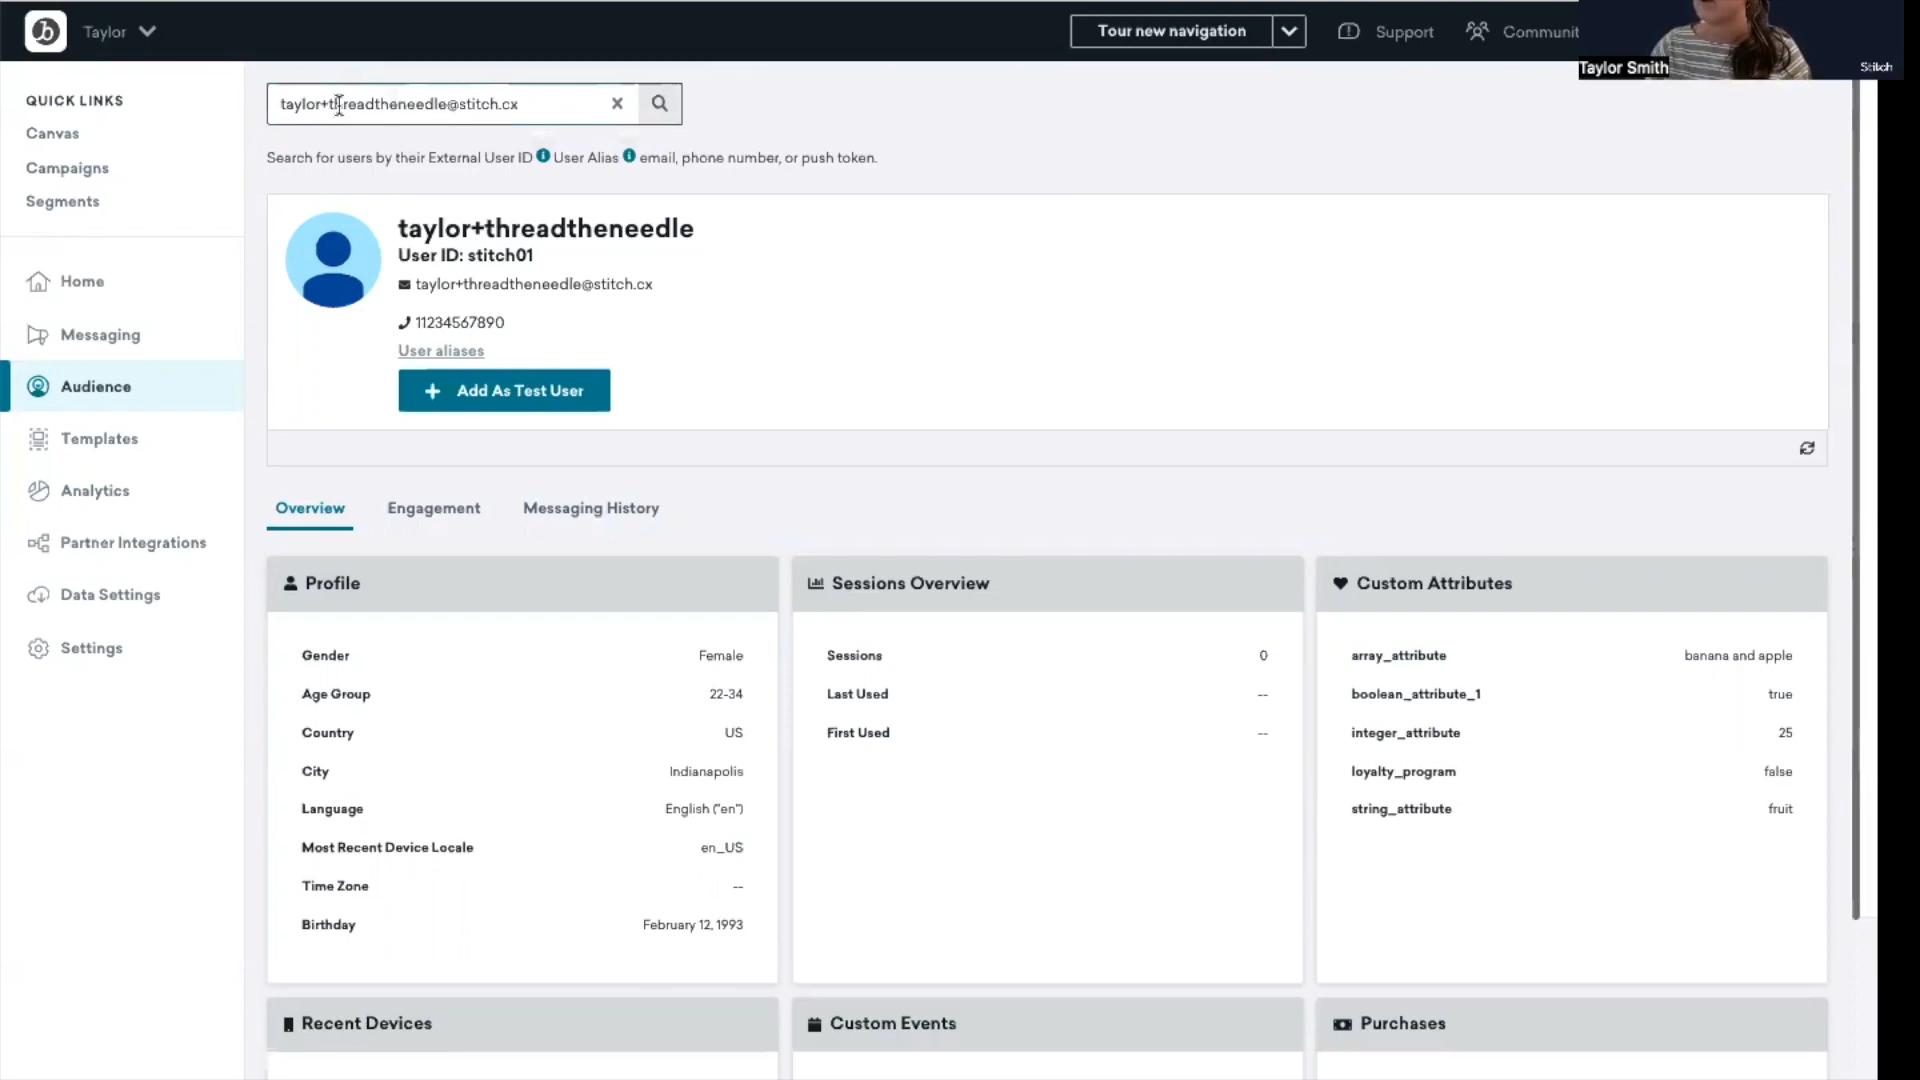 Taylor
Tour new navigation
Support
Communit
Taylor Smith
Stitch
QUICK LINKS
Canvas
Campaigns
Segments
Home
Messaging
Audience
Templates
Analytics
Partner Integrations
Data Settings
Settings
taylor+threadtheneedle@stitch.cx
Search for users by their External User ID User Alias email, phone number, or push token.
taylor+threadtheneedle
User ID: stitch01
taylor+threadtheneedle@stitch.cx
11234567890
User aliases
+ Add As Test User
Overview Engagement Messaging History
Profile
Gender Female
Age Group 22-34
Country US
City Indianapolis
Language English ("en")
Most Recent Device Locale en_US
Time Zone --
Birthday February 12, 1993
Sessions Overview
Sessions 0
Last Used --
First Used --
Custom Attributes
array_attribute banana and apple
boolean_attribute_1 true
integer_attribute 25
loyalty_program false
string_attribute fruit
Recent Devices
Custom Events
Purchases